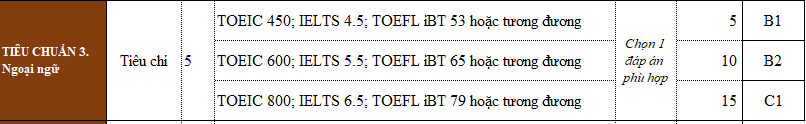 TIÊU CHUẨN 3.
Ngoại ngữ
Tiêu chí
5
TOEIC 450; IELTS 4.5; TOEFL iBT 53 hoặc tương đương
5
B1
TOEIC 600; IELTS 5.5; TOEFL iBT 65 hoặc tương đương
Chọn 1
đáp án
phù hợp
10
B2
TOEIC 800; IELTS 6.5; TOEFL iBT 79 hoặc tương đương
15
C1